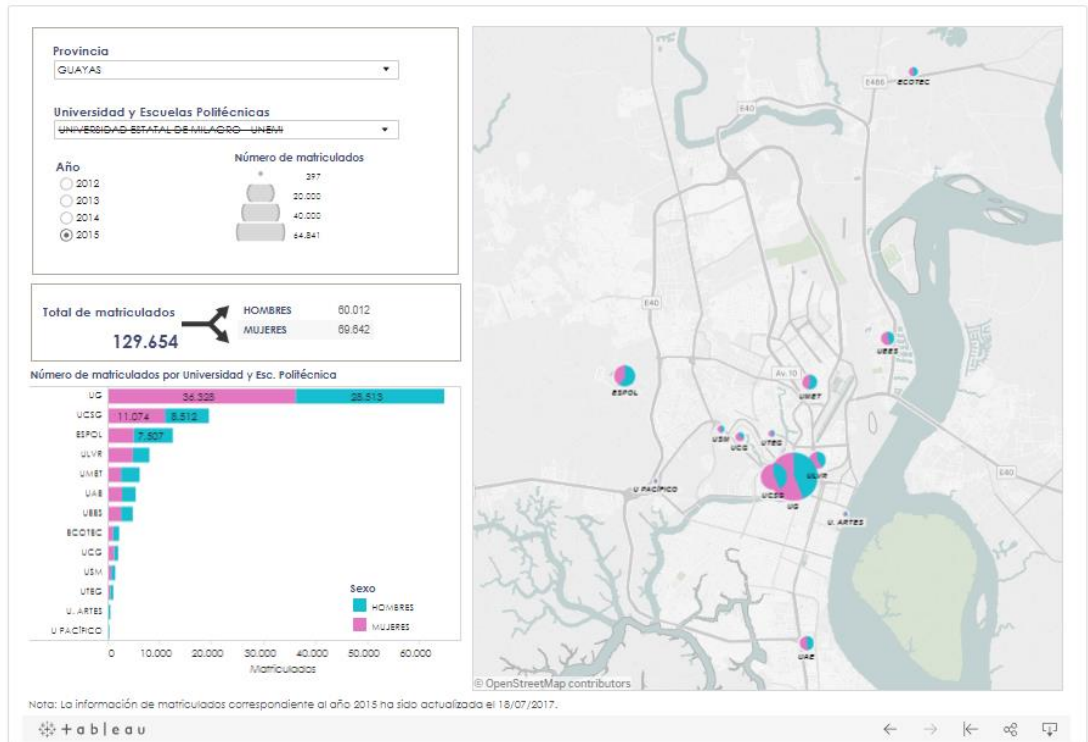 Provincia
GUAYAS
Universidad y Escuelas Politécnicas
UNIVERSIDAD ESTATAL DE MILAGRO - UNEMI
Año
2012
2013
2014
2015
Número de matriculados
397
20.000
40.000
64.841
Total de matriculados
129.654
HOMBRES 60.012
MUJERES 69.642
Número de matriculados por Universidad y Esc. Politécnica
UG 36.328 28.513
UCSG 11.074 8.512
ESPOL 7.507
ULVR
UMET
UAE
UEES
ECOTEC
UCG
USM
UTEG
U. ARTES
U PACÍFICO
Sexo
HOMBRES
MUJERES
0 10.000 20.000 30.000 40.000 50.000 60.000
Matriculados
E486 ECOTEC
E40
E40
UEES
ESPOL
Av. 10
UMET
USM
UCG
UTEG
ULVR
E40
U PACÍFICO
UCSG
UG
U. ARTES
UAE
© OpenStreetMap contributors
Nota: La información de matriculados correspondiente al año 2015 ha sido actualizada el 18/07/2017.
+ a b | e a u